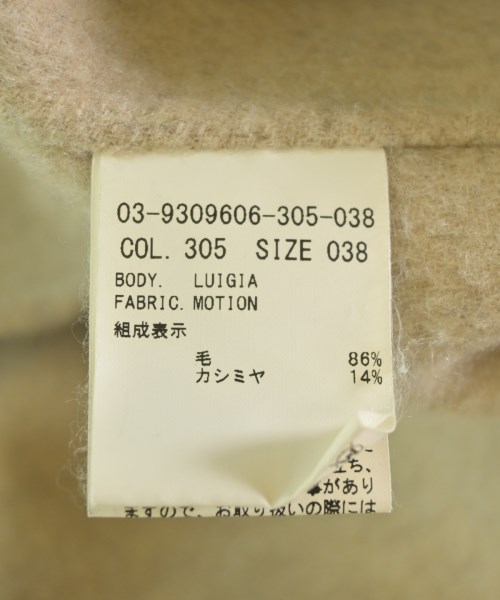 03-9309606-305-038
COL. 305 SIZE 038
BODY. LUIGIA
FABRIC. MOTION
組成表示
毛 86%
カシミヤ 14%
立ち、
事があり
ますので、お取り扱いの際には